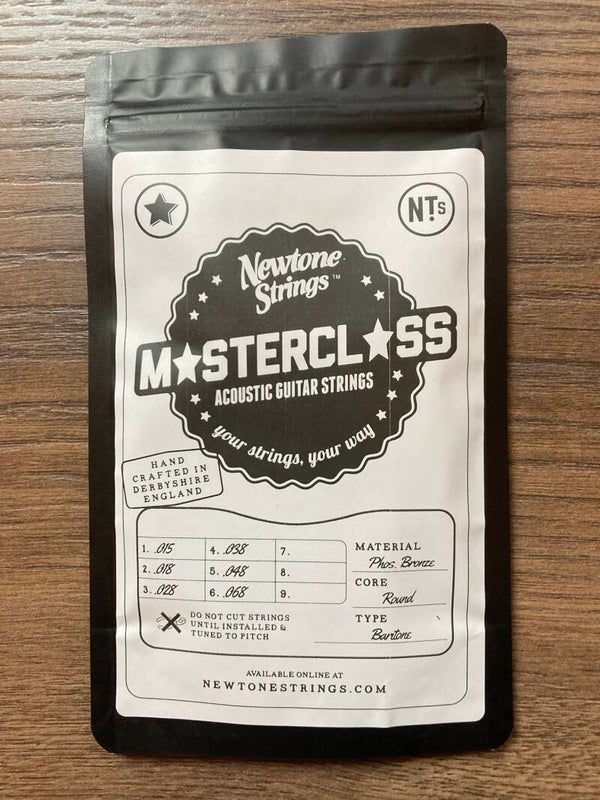 NTs
Newtone
Strings™
MASTERCLASS
ACOUSTIC GUITAR STRINGS
your strings, your way
HAND
CRAFTED IN
DERBYSHIRE
ENGLAND
1. .015
4. .038
7.
2. .018
5. .048
8.
3. .028
6. .068
9.
DO NOT CUT STRINGS
UNTIL INSTALLED &
TUNED TO PITCH
MATERIAL
Phos. Bronze
CORE
Round
TYPE
Baritone
AVAILABLE ONLINE AT
NEWTONESTRINGS.COM